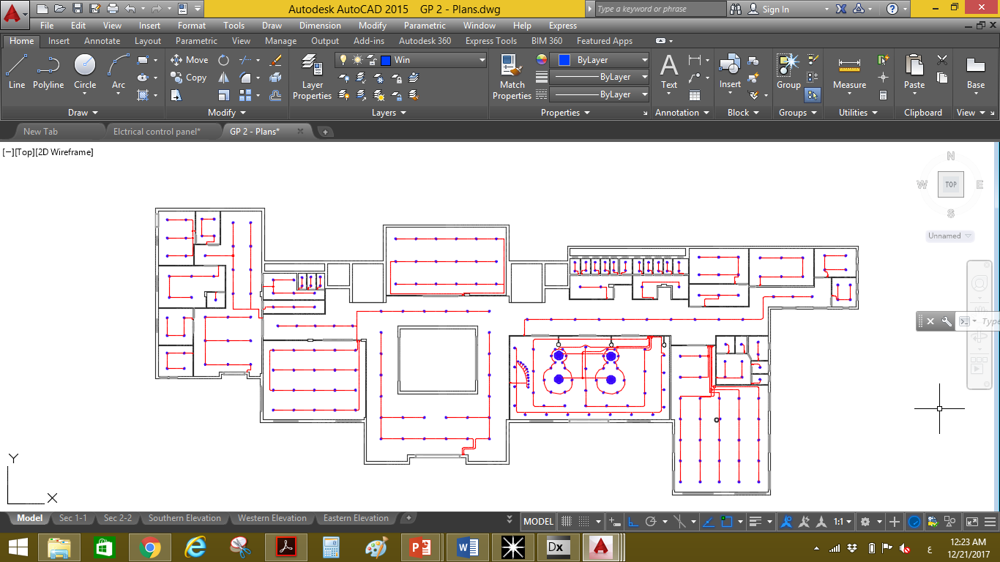 Autodesk AutoCAD 2015 GP 2 - Plans.dwg
Type a keyword or phrase
Sign In
File Edit View Insert Format Tools Draw Dimension Modify Parametric Window Help Express
Home Insert Annotate Layout Parametric View Manage Output Add-ins Autodesk 360 Express Tools BIM 360 Featured Apps
Line Polyline Circle Arc
Move
Copy
Layer
Properties
Win
Match
Properties
ByLayer
ByLayer
ByLayer
Text
Insert
Group
Measure
Paste
Base
Draw Modify Layers Properties Annotation Block Groups Utilities Clipboard View
New Tab Elctrical control panel* GP 2 - Plans*
[−][Top][2D Wireframe]
N
W TOP E
S
Unnamed
Type
Y
X
Model Sec 1-1 Sec 2-2 Southern Elevation Western Elevation Eastern Elevation
MODEL 1:1
Dx
ع
12:23 AM
12/21/2017